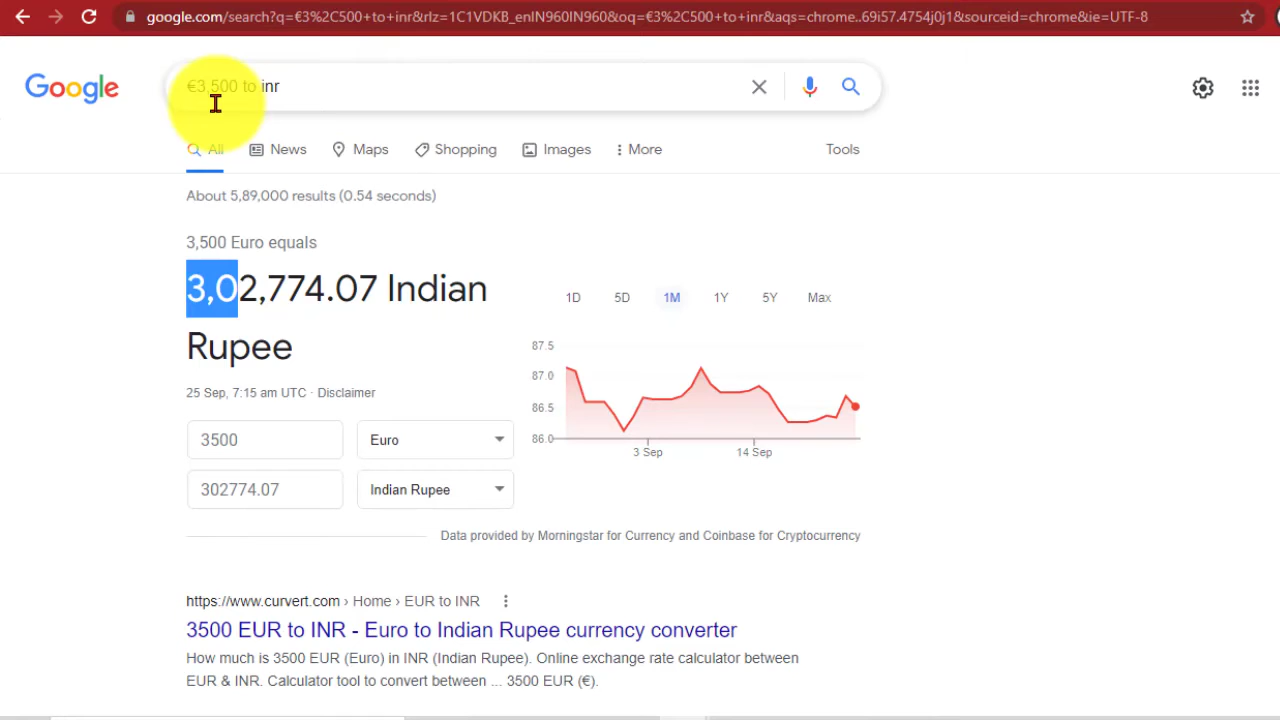 google.com/search?q=€3%2C500+to+inr&rlz=1C1VDKB_enIN960IN960&oq=€3%2C500+to+inr&aqs=chrome..69i57.4754j0j1&sourceid=chrome&ie=UTF-8
Google
€3,500 to inr
All News Maps Shopping Images More Tools
About 5,89,000 results (0.54 seconds)
3,500 Euro equals
3,02,774.07 Indian
Rupee
25 Sep, 7:15 am UTC · Disclaimer
1D 5D 1M 1Y 5Y Max
87.5
87.0
86.5
86.0
3 Sep 14 Sep
3500 Euro
302774.07 Indian Rupee
Data provided by Morningstar for Currency and Coinbase for Cryptocurrency
https://www.curvert.com › Home › EUR to INR
3500 EUR to INR - Euro to Indian Rupee currency converter
How much is 3500 EUR (Euro) in INR (Indian Rupee). Online exchange rate calculator between
EUR & INR. Calculator tool to convert between ... 3500 EUR (€).